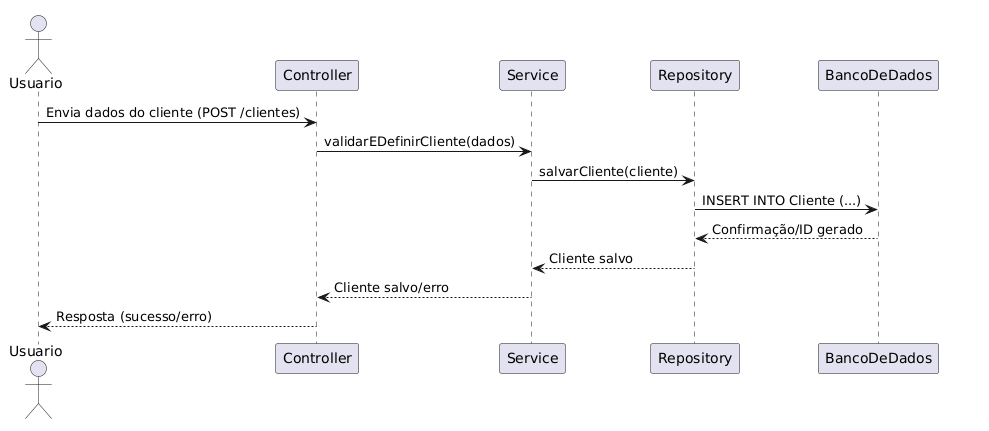 Usuario
Controller
Service
Repository
BancoDeDados
Envia dados do cliente (POST /clientes)
validarEDefinirCliente(dados)
salvarCliente(cliente)
INSERT INTO Cliente (...)
Confirmação/ID gerado
Cliente salvo
Cliente salvo/erro
Resposta (sucesso/erro)
Usuario
Controller
Service
Repository
BancoDeDados